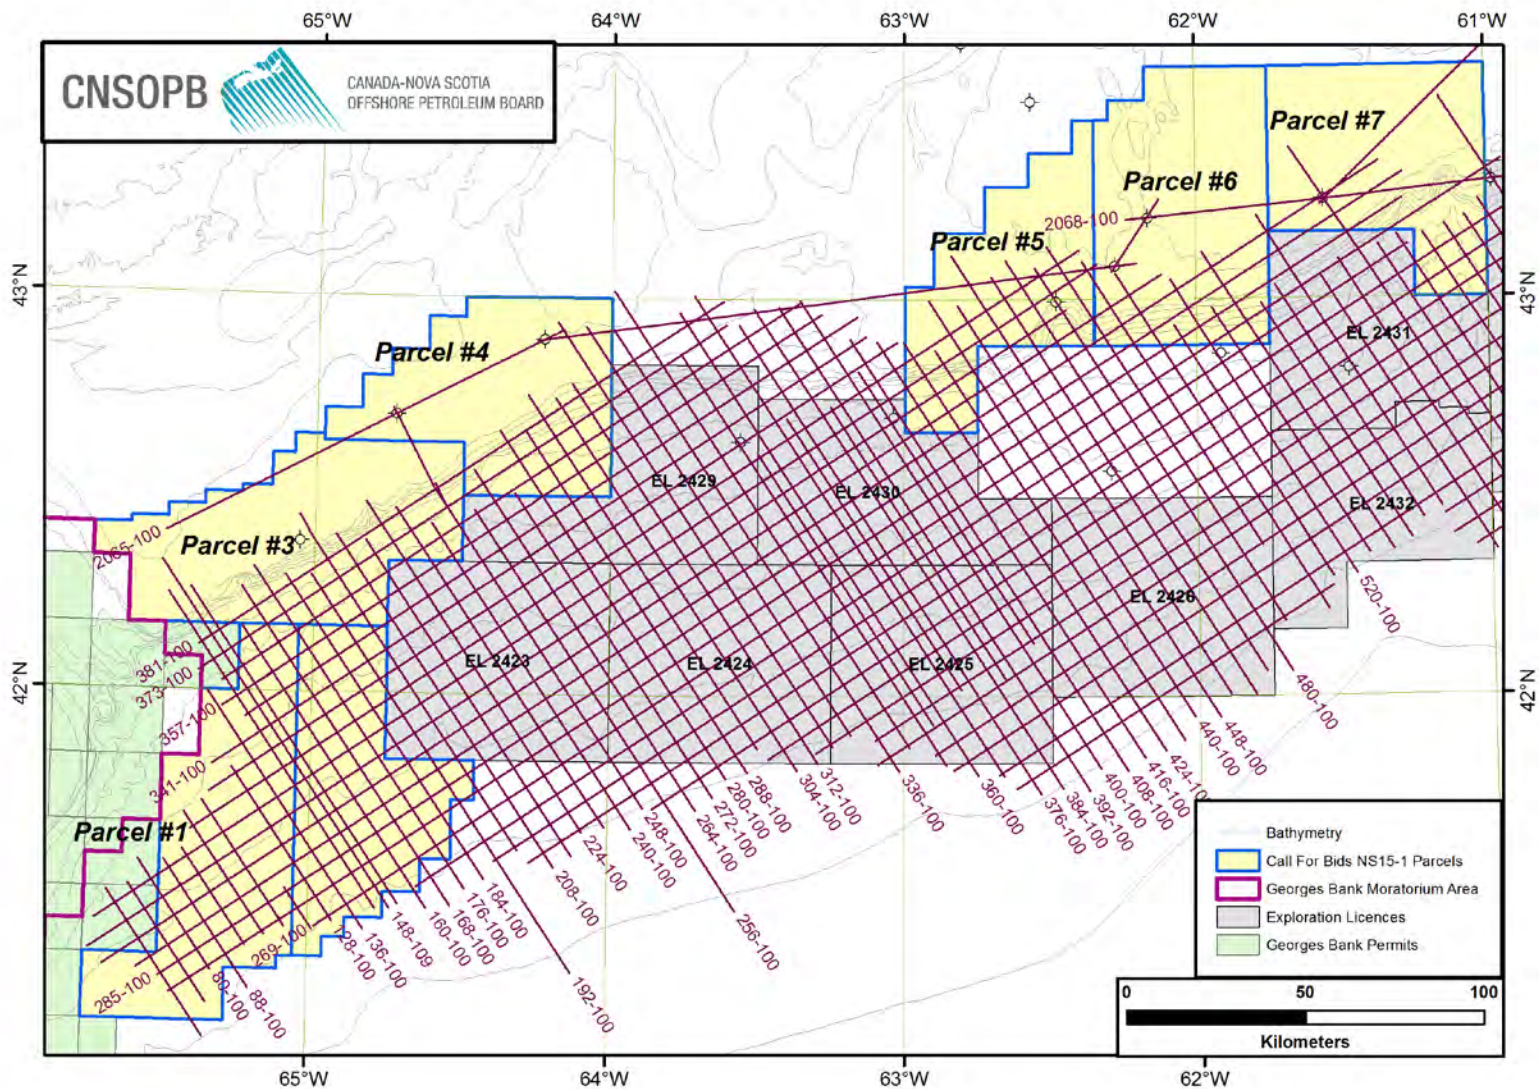 65°W
64°W
63°W
62°W
61°W
CNSOPB
CANADA-NOVA SCOTIA
OFFSHORE PETROLEUM BOARD
Parcel #7
Parcel #6
2068-100
Parcel #5
43°N
43°N
EL 2431
Parcel #4
EL 2429
EL 2430
EL 2432
2065-100
Parcel #3
520-100
EL 2426
381-100
373-100
EL 2423
EL 2424
EL 2425
42°N
42°N
480-100
357-100
448-100
440-100
424-10
416-100
408-100
400-100
392-100
384-100
376-100
360-100
336-100
312-100
304-100
288-100
280-100
272-100
264-100
248-100
240-100
224-100
208-100
256-100
341-100
Parcel #1
184-100
176-100
168-100
160-100
148-109
136-100
128-100
192-100
269-100
285-100
80-100
88-100
Bathymetry
Call For Bids NS15-1 Parcels
Georges Bank Moratorium Area
Exploration Licences
Georges Bank Permits
0 50 100
Kilometers
65°W
64°W
63°W
62°W